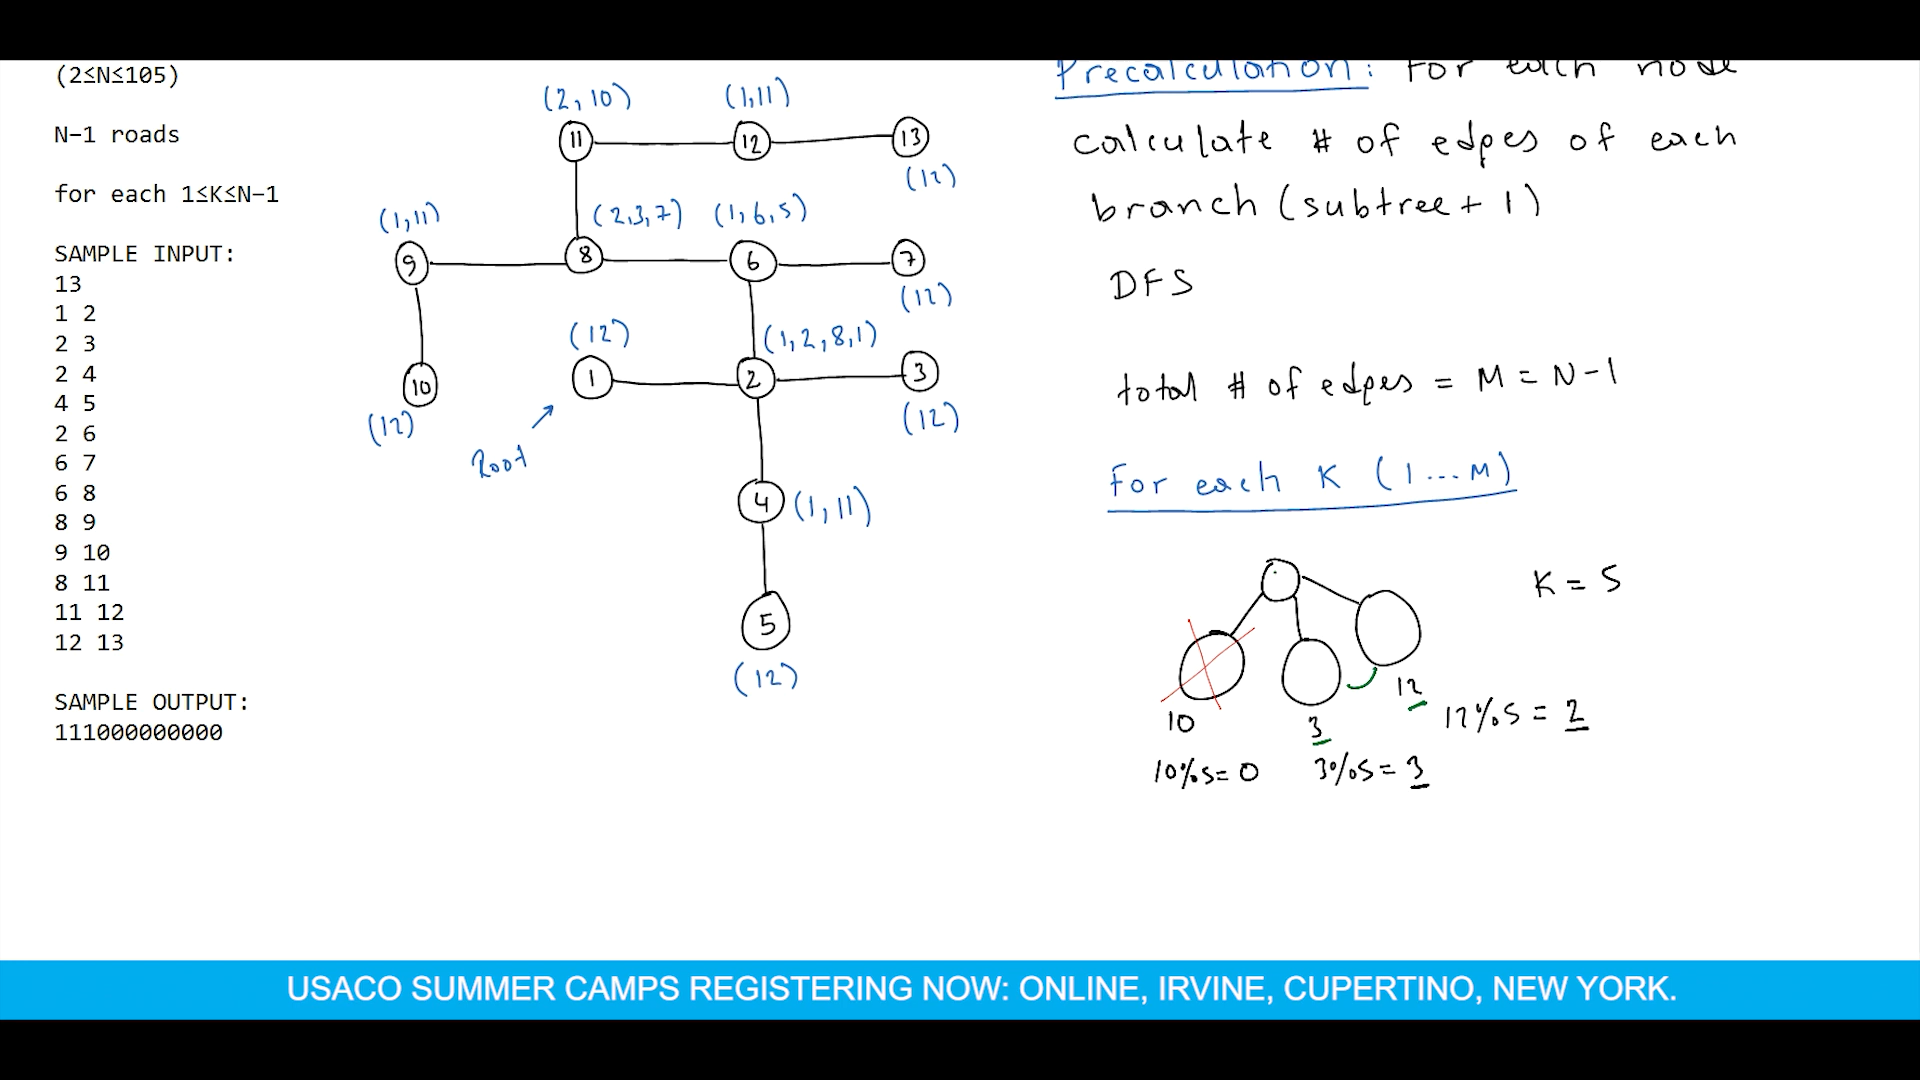 (2≤N≤105)
N-1 roads
for each 1≤K≤N-1
SAMPLE INPUT:
13
1 2
2 3
2 4
4 5
2 6
6 7
6 8
8 9
9 10
8 11
11 12
12 13
SAMPLE OUTPUT:
111000000000
(2,10) (1,11)
11 12 13
(12)
(1,11) (2,3,7) (1,6,5)
9 8 6 7
(12)
(12) (1,2,8,1)
10 1 2 3
(12) (12)
Root
4 (1,11)
5
(12)
Precalculation: For each node
calculate # of edges of each
branch (subtree + 1)
DFS
total # of edges = M = N-1
For each K (1...M)
K = 5
10 3 12
12%5 = 2
10%5=0 3%5=3
USACO SUMMER CAMPS REGISTERING NOW: ONLINE, IRVINE, CUPERTINO, NEW YORK.